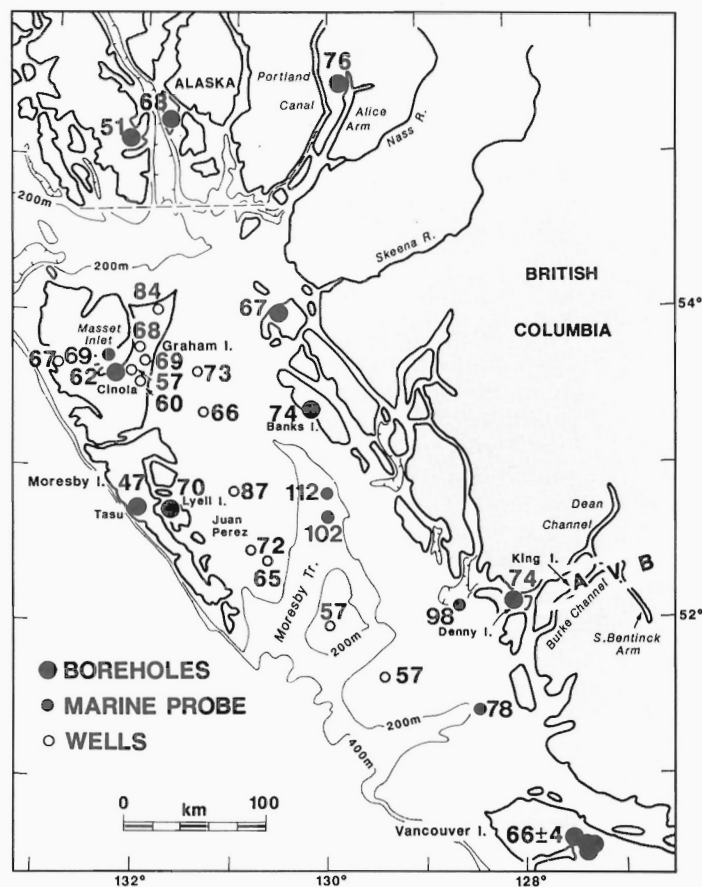 76
ALASKA
Portland
Canal
68
51
Alice
Arm
Nass R.
200m
Skeena R.
200m
BRITISH
COLUMBIA
54°
84
67
Masset
Inlet
68
Graham I.
67
69
69
73
62
57
Cinola
60
66
74
Banks I.
Moresby I.
47
70
Lyell I.
87
112
Tasu
Juan
Perez
102
Dean
Channel
72
65
Moresby Tr.
King I.
74
A V B
98
Denny I.
52°
Burke Channel
57
200m
S.Bentinck
Arm
BOREHOLES
57
MARINE PROBE
78
200m
WELLS
400m
0 km 100
Vancouver I.
66±4
132° 130° 128°